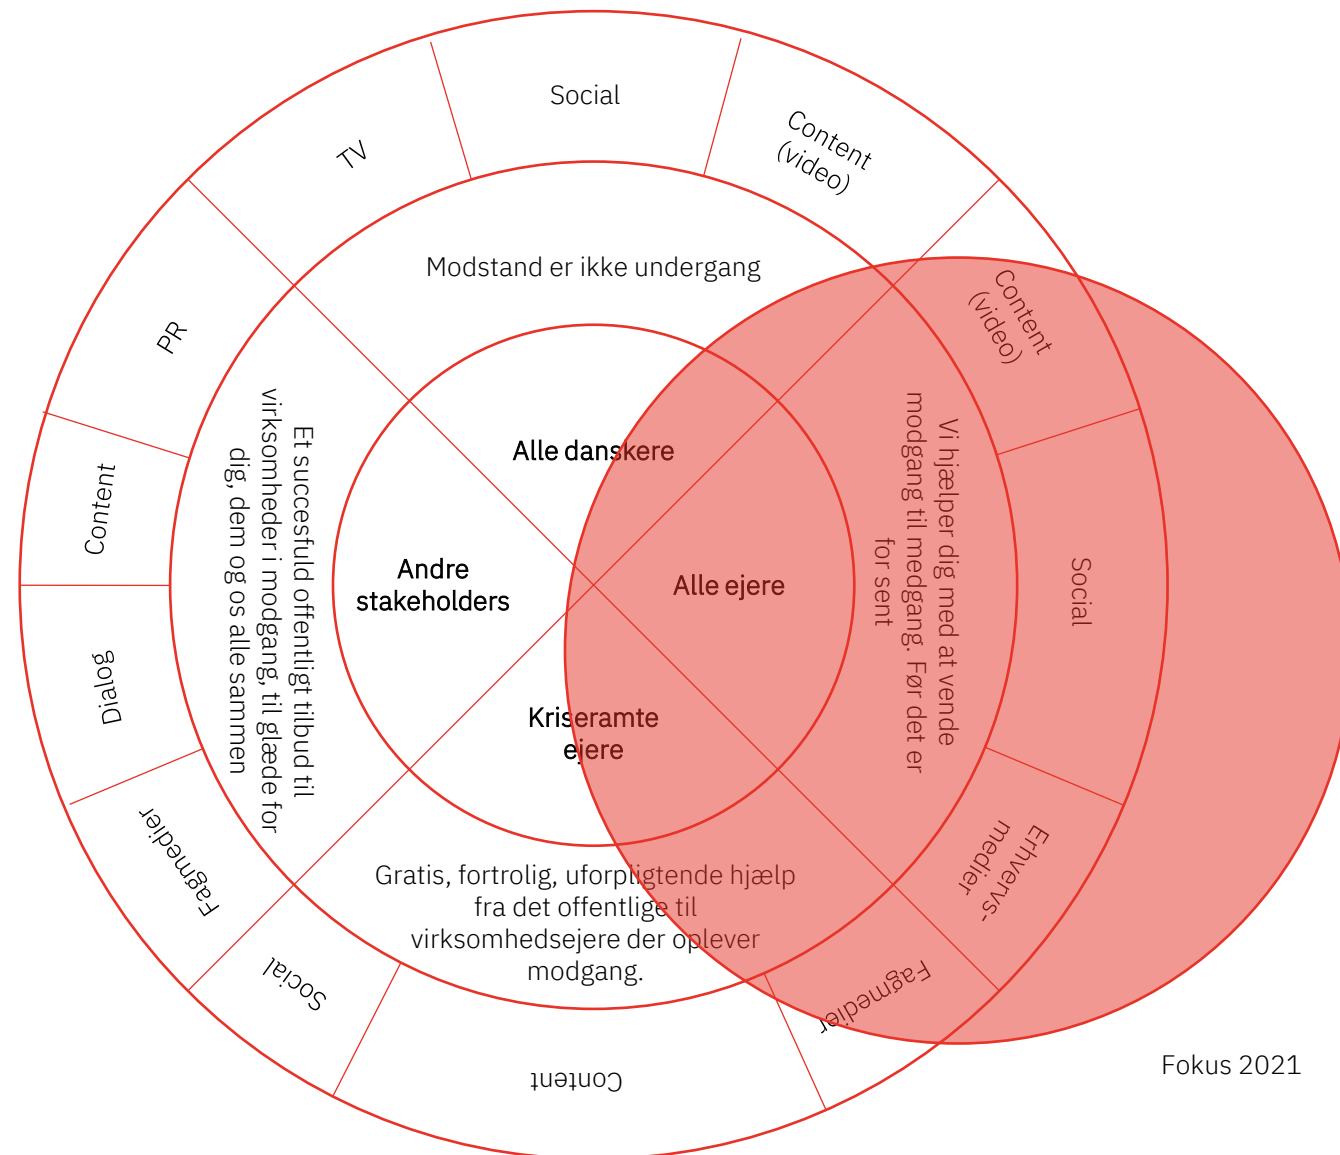 Social
Content
(video)
TV
PR
Content
Dialog
Fagmedier
Modstand er ikke undergang
Content
(video)
Social
Erhvervs-
medier
Fagmedier
Content
Social
Et succesfuld offentligt tilbud til
virksomheder i modgang, til glæde for
dig, dem og os alle sammen
Vi hjælper dig med at vende
modgang til medgang. Før det er
for sent
Alle danskere
Andre
stakeholders
Alle ejere
Kriseramte
ejere
Gratis, fortrolig, uforpligtende hjælp
fra det offentlige til
virksomhedsejere der oplever
modgang.
Fokus 2021